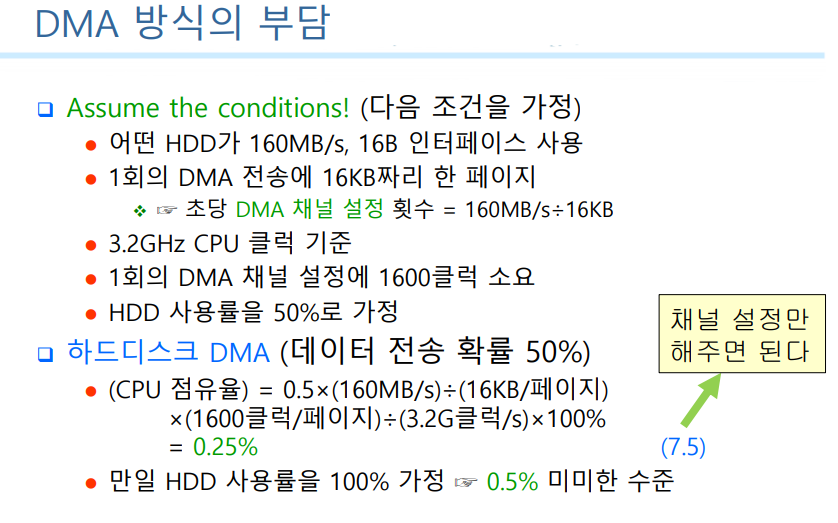 DMA 방식의 부담
❑ Assume the conditions! (다음 조건을 가정)
● 어떤 HDD가 160MB/s, 16B 인터페이스 사용
● 1회의 DMA 전송에 16KB짜리 한 페이지
❖ ☞ 초당 DMA 채널 설정 횟수 = 160MB/s÷16KB
● 3.2GHz CPU 클럭 기준
● 1회의 DMA 채널 설정에 1600클럭 소요
● HDD 사용률을 50%로 가정
채널 설정만
해주면 된다
❑ 하드디스크 DMA (데이터 전송 확률 50%)
● (CPU 점유율) = 0.5×(160MB/s)÷(16KB/페이지)
×(1600클럭/페이지)÷(3.2G클럭/s)×100%
= 0.25% (7.5)
● 만일 HDD 사용률을 100% 가정 ☞ 0.5% 미미한 수준